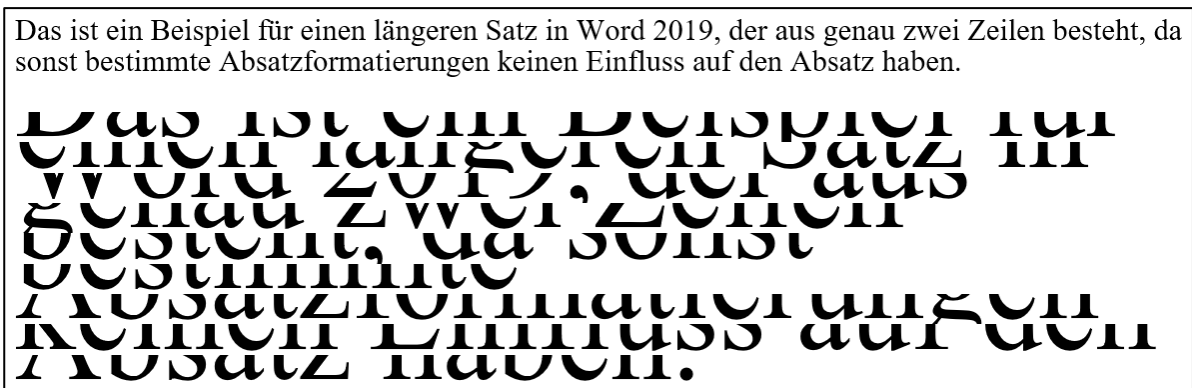 Das ist ein Beispiel für einen längeren Satz in Word 2019, der aus genau zwei Zeilen besteht, da
sonst bestimmte Absatzformatierungen keinen Einfluss auf den Absatz haben.
Das ist ein Beispiel für
einen längeren Satz in
Word 2019, der aus
genau zwei Zeilen
besteht, da sonst
bestimmte
Absatzformatierungen
keinen Einfluss auf den
Absatz haben.